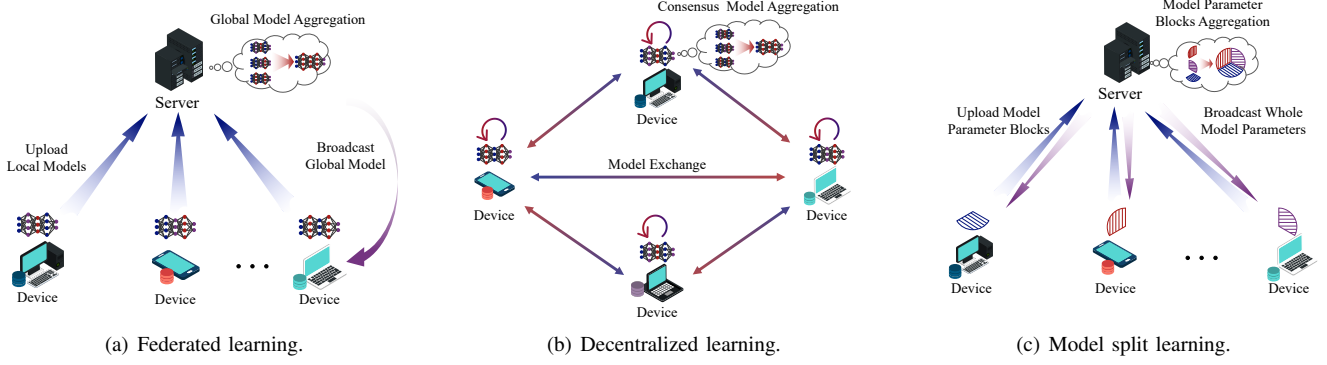 Global Model Aggregation
Server
Upload
Local Models
Broadcast
Global Model
Device
Device
Device
(a) Federated learning.
Consensus Model Aggregation
Device
Model Exchange
Device
Device
Device
(b) Decentralized learning.
Model Parameter
Blocks Aggregation
Server
Upload Model
Parameter Blocks
Broadcast Whole
Model Parameters
Device
Device
Device
(c) Model split learning.